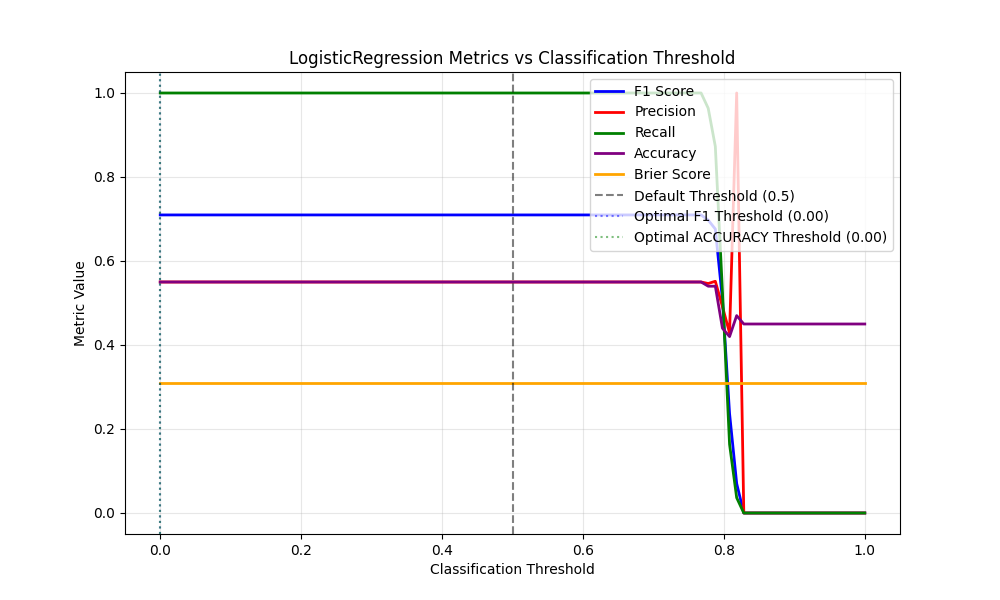 LogisticRegression Metrics vs Classification Threshold
Metric Value
1.0
0.8
0.6
0.4
0.2
0.0
F1 Score
Precision
Recall
Accuracy
Brier Score
Default Threshold (0.5)
Optimal F1 Threshold (0.00)
Optimal ACCURACY Threshold (0.00)
0.0 0.2 0.4 0.6 0.8 1.0
Classification Threshold